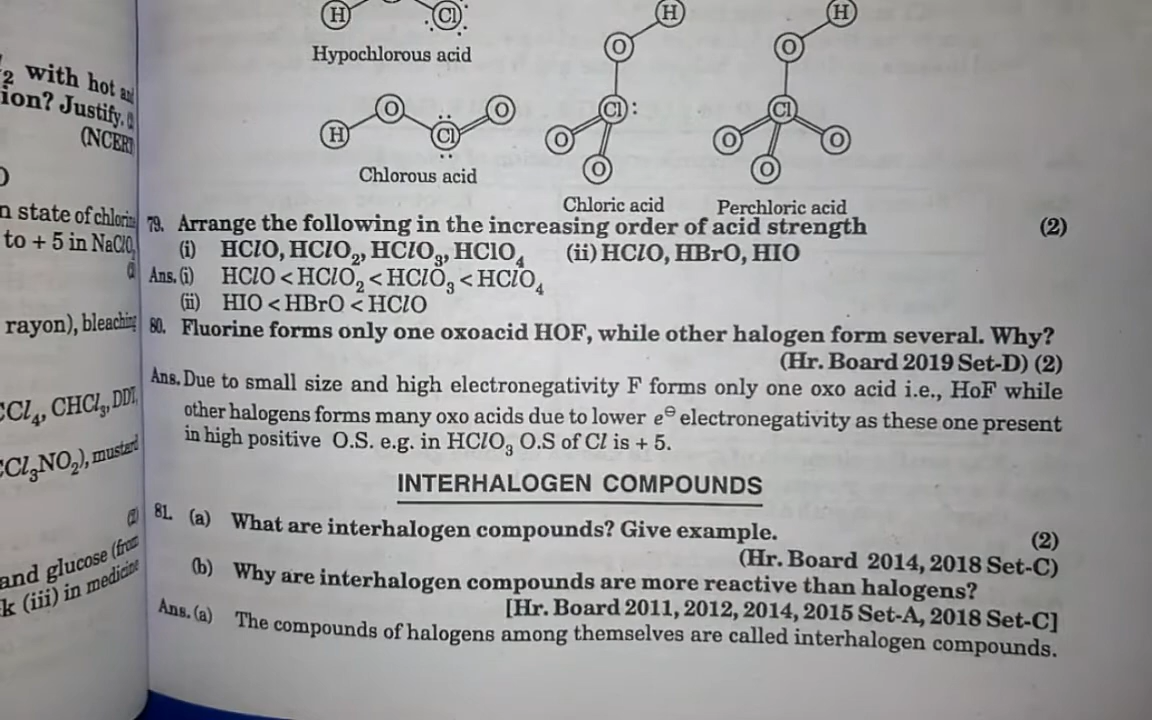 H
Cl
Hypochlorous acid
H
O
Cl
O
Chlorous acid
H
O
Cl :
O
O
Chloric acid
H
O
Cl
O
O
O
Perchloric acid
79. Arrange the following in the increasing order of acid strength (2)
(i) HClO, HClO₂, HClO₃, HClO₄ (ii) HClO, HBrO, HIO
Ans. (i) HClO < HClO₂ < HClO₃ < HClO₄
(ii) HIO < HBrO < HClO
80. Fluorine forms only one oxoacid HOF, while other halogen form several. Why?
(Hr. Board 2019 Set-D) (2)
Ans. Due to small size and high electronegativity F forms only one oxo acid i.e., HoF while
other halogens forms many oxo acids due to lower e⊖ electronegativity as these one present
in high positive O.S. e.g. in HClO₃ O.S of Cl is + 5.
INTERHALOGEN COMPOUNDS
81. (a) What are interhalogen compounds? Give example. (2)
(Hr. Board 2014, 2018 Set-C)
(b) Why are interhalogen compounds are more reactive than halogens?
[Hr. Board 2011, 2012, 2014, 2015 Set-A, 2018 Set-C]
Ans. (a) The compounds of halogens among themselves are called interhalogen compounds.
₂ with hot and
ion? Justify.
(NCERT)
n state of chlorine
to + 5 in NaClO₃
rayon), bleaching
CCl₄, CHCl₃, DDT,
CCl₃NO₂), mustard
(2)
and glucose (from
k (iii) in medicine